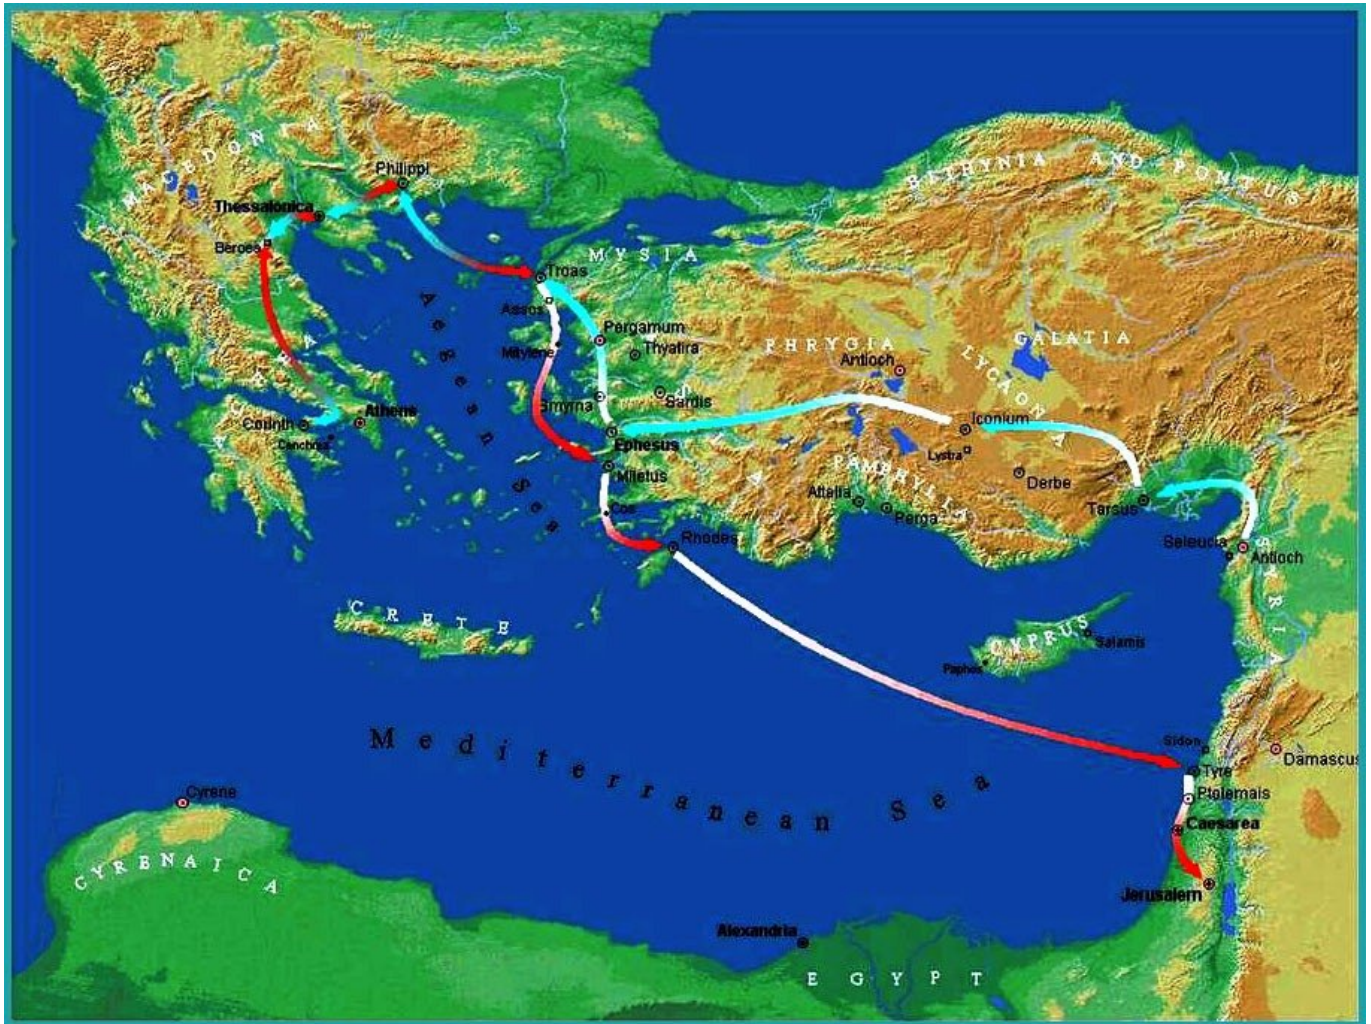 MACEDONIA
Philippi
Thessalonica
Beroea
BITHYNIA AND PONTUS
MYSIA
Troas
Assos
Aegean Sea
Pergamum
Thyatira
Mitylene
PHRYGIA
GALATIA
Antioch
LYCAONIA
Smyrna
Sardis
Corinth
Athens
Cenchrea
Iconium
Ephesus
Lystra
Miletus
PAMPHYLIA
Derbe
Attalia
Perga
Tarsus
Cos
Rhodes
Seleucia
Antioch
SYRIA
CRETE
CYPRUS
Salamis
Paphos
Mediterranean Sea
Sidon
Damascus
Tyre
Ptolemais
Cyrene
Caesarea
CYRENAICA
Jerusalem
Alexandria
EGYPT